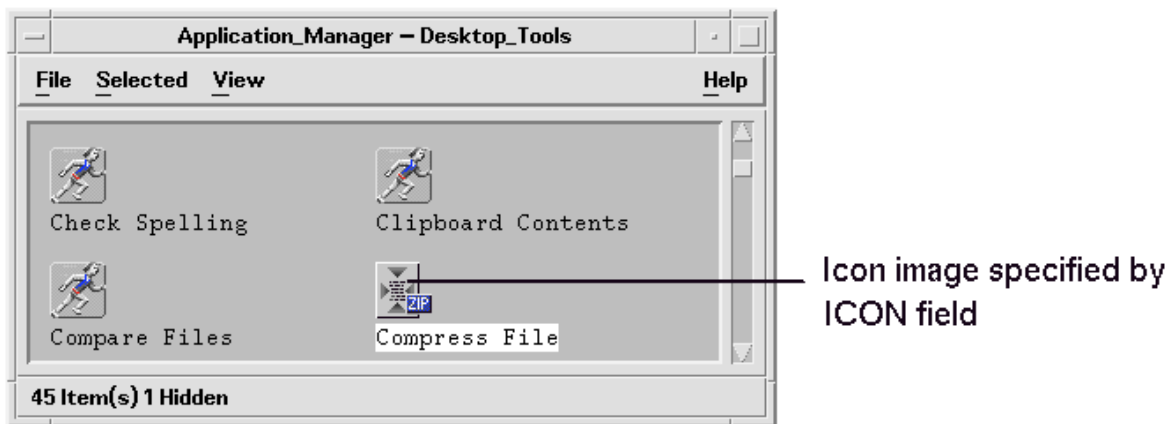 Application_Manager – Desktop_Tools
File Selected View Help
Check Spelling Clipboard Contents
ZIP
Compare Files Compress File
Icon image specified by
ICON field
45 Item(s) 1 Hidden